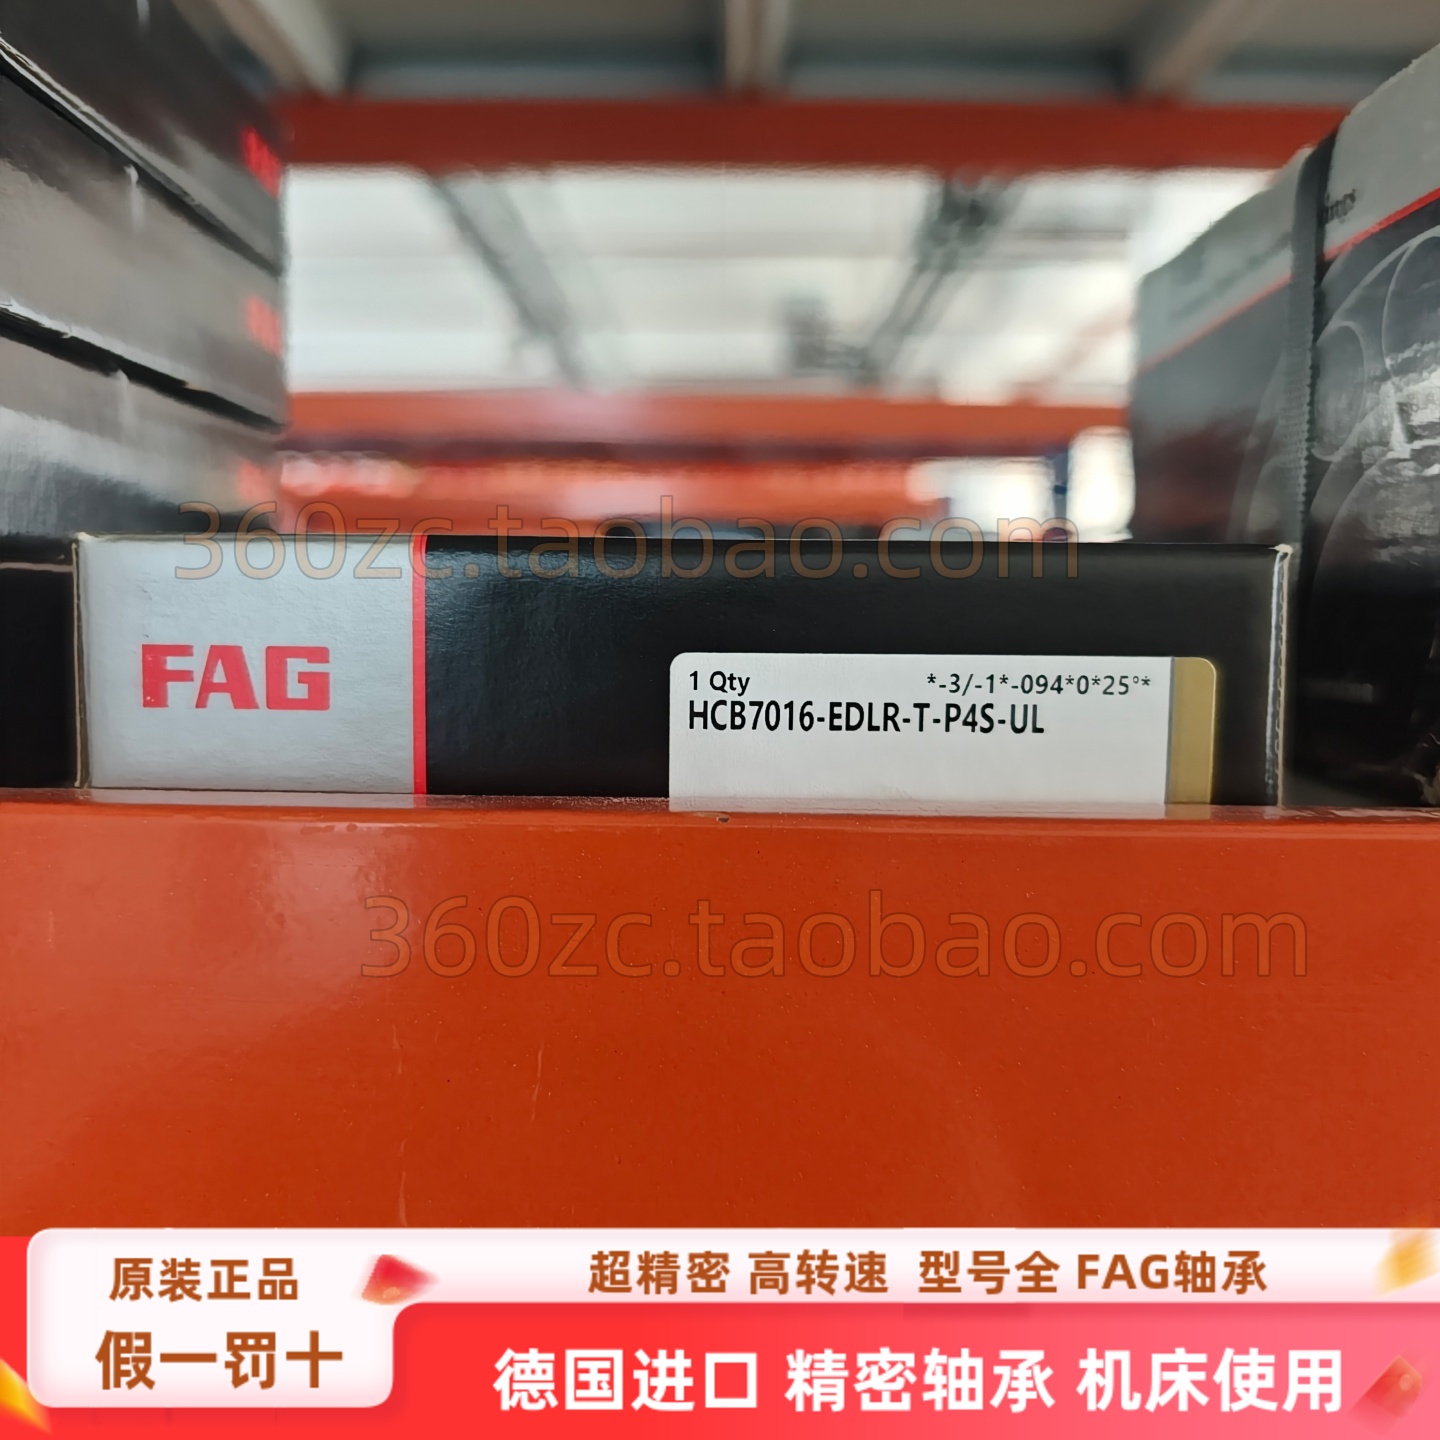 360zc.taobao.com
FAG
1 Qty
*-3/-1*-094*0*25°*
HCB7016-EDLR-T-P4S-UL
360zc.taobao.com
原装正品
假一罚十
超精密 高转速 型号全 FAG轴承
德国进口 精密轴承 机床使用